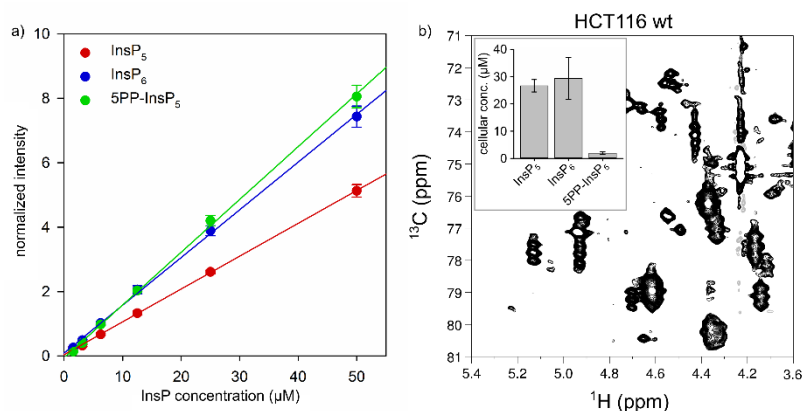 a)
InsP5
InsP6
5PP-InsP5
normalized intensity
10
8
6
4
2
0
0 10 20 30 40 50
InsP concentration (µM)
b)
HCT116 wt
cellular conc. (µM)
40
30
20
10
0
InsP5
InsP6
5PP-InsP5
13C (ppm)
71
72
73
74
75
76
77
78
79
80
81
5.4 5.2 5.0 4.8 4.6 4.4 4.2 4.0 3.8 3.6
1H (ppm)